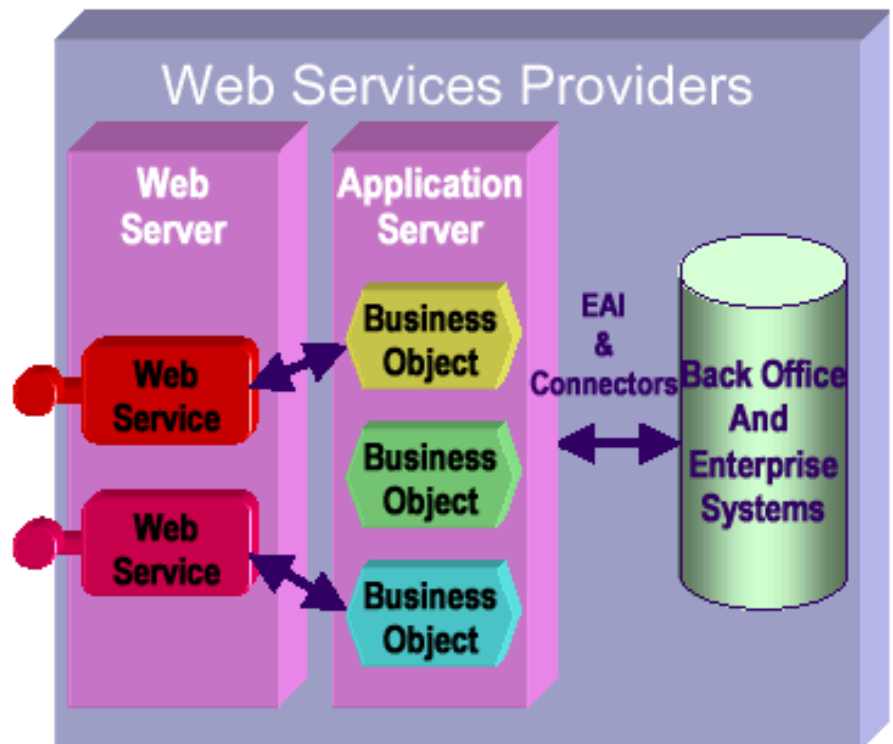 Web Services Providers
Web
Server
Application
Server
Web
Service
Web
Service
Business
Object
Business
Object
Business
Object
EAI
&
Connectors
Back Office
And
Enterprise
Systems